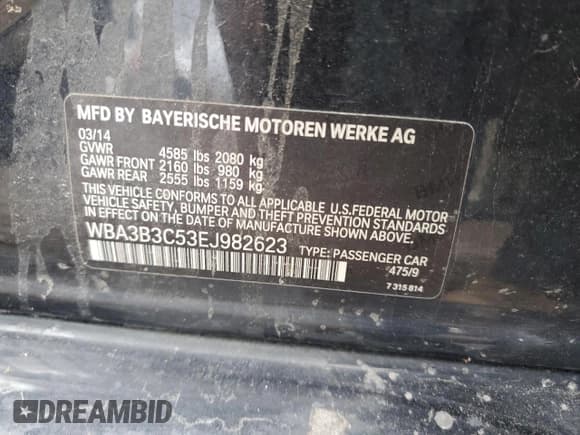 MFD BY BAYERISCHE MOTOREN WERKE AG
03/14
GVWR 4585 lbs 2080 kg
GAWR FRONT 2160 lbs 980 kg
GAWR REAR 2555 lbs 1159 kg
THIS VEHICLE CONFORMS TO ALL APPLICABLE U.S.FEDERAL MOTOR
VEHICLE SAFETY, BUMPER AND THEFT PREVENTION STANDARDS
IN EFFECT ON THE DATE OF MANUFACTURE SHOWN ABOVE.
WBA3B3C53EJ982623 TYPE: PASSENGER CAR
475/9
7 315 814
DREAMBID